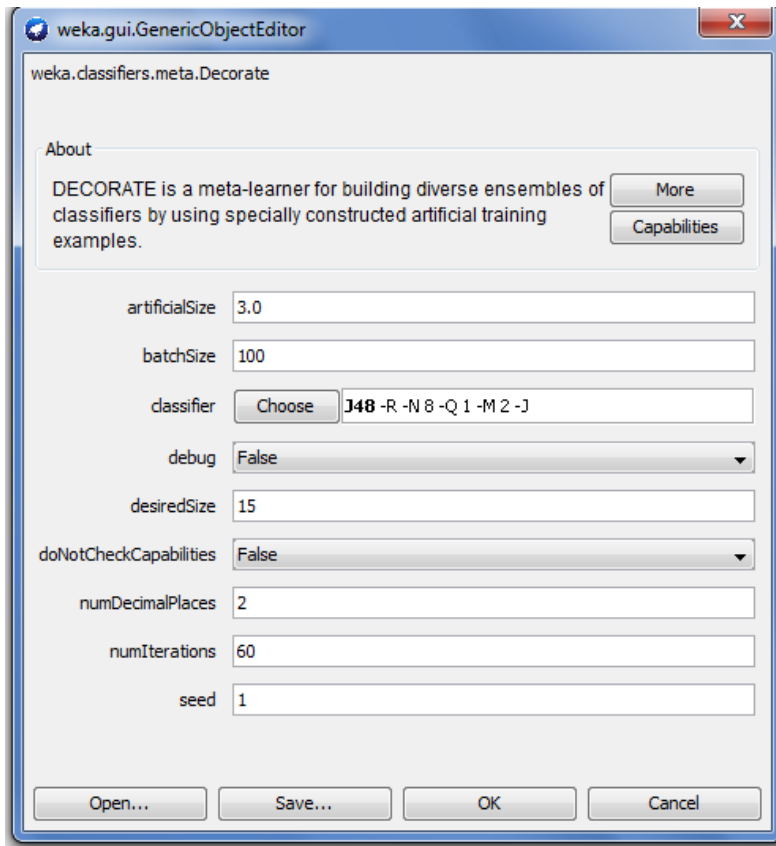 weka.gui.GenericObjectEditor
weka.classifiers.meta.Decorate
About
DECORATE is a meta-learner for building diverse ensembles of
classifiers by using specially constructed artificial training
examples.
More
Capabilities
artificialSize 3.0
batchSize 100
classifier Choose J48 -R -N 8 -Q 1 -M 2 -J
debug False
desiredSize 15
doNotCheckCapabilities False
numDecimalPlaces 2
numIterations 60
seed 1
Open... Save... OK Cancel